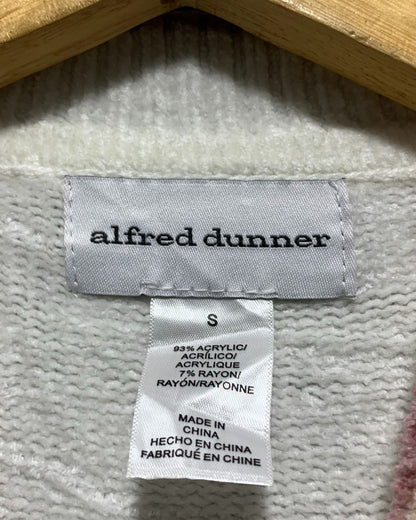 alfred dunner
S
93% ACRYLIC/
ACRÍLICO/
ACRYLIQUE
7% RAYON/
RAYÓN/RAYONNE
MADE IN
CHINA
HECHO EN CHINA
FABRIQUÉ EN CHINE